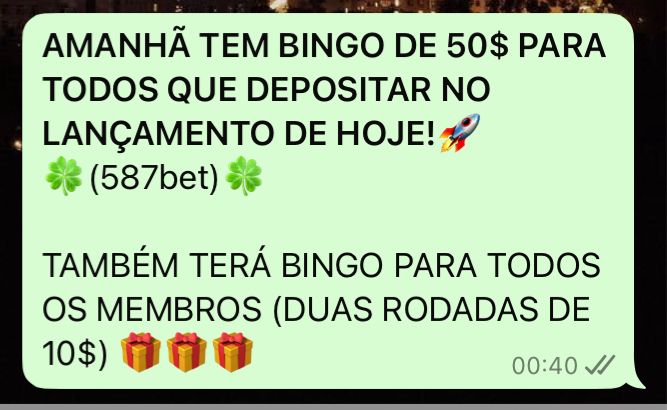 AMANHÃ TEM BINGO DE 50$ PARA
TODOS QUE DEPOSITAR NO
LANÇAMENTO DE HOJE!🚀
🍀(587bet)🍀
TAMBÉM TERÁ BINGO PARA TODOS
OS MEMBROS (DUAS RODADAS DE
10$) 🎁🎁🎁
00:40